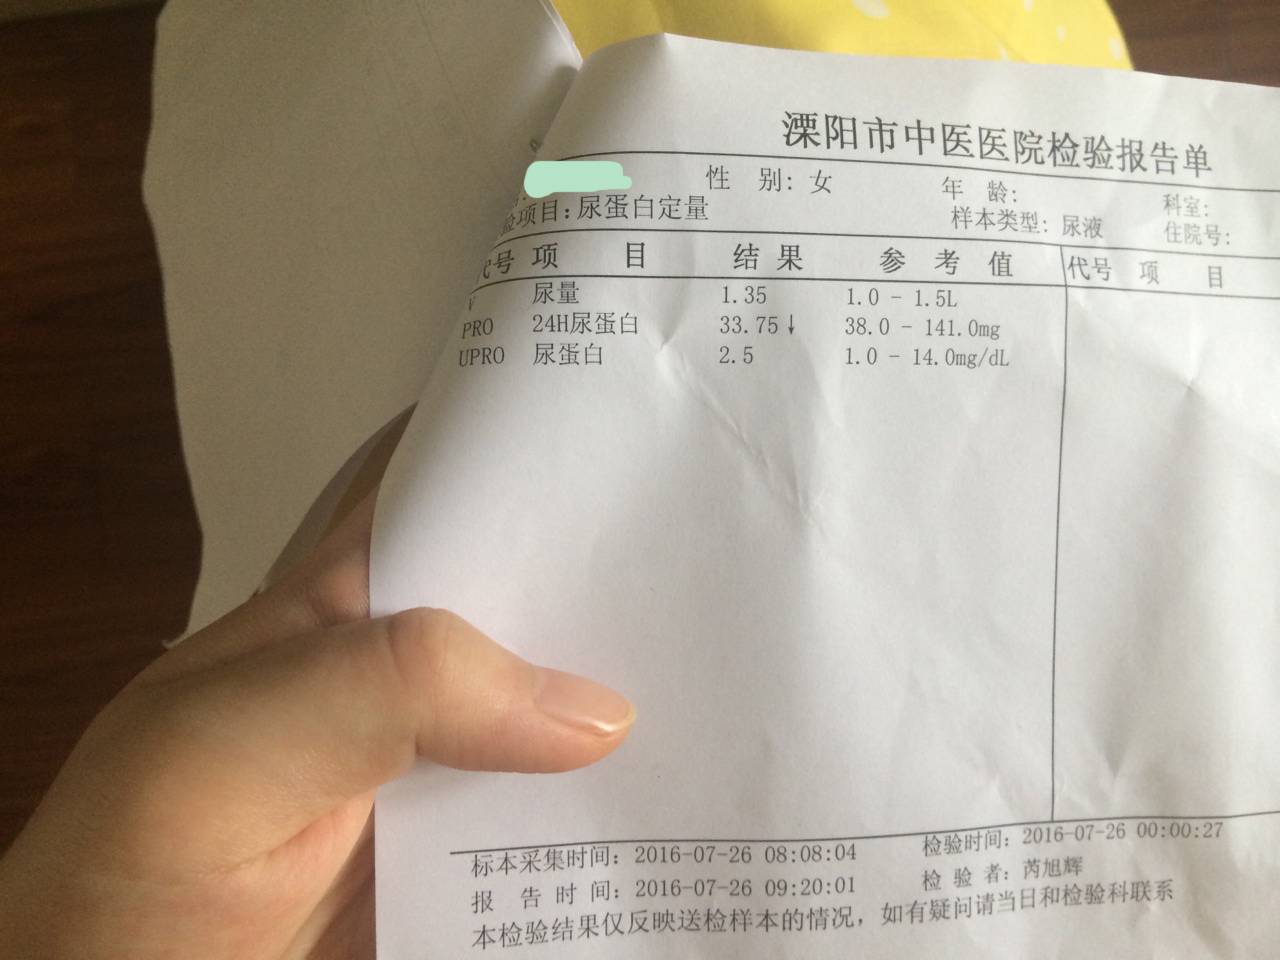 溧阳市中医医院检验报告单
性 别: 女 年 龄: 科室:
验项目: 尿蛋白定量 样本类型: 尿液 住院号:
代号 项 目 结 果 参 考 值 代号 项 目
V 尿量 1.35 1.0 - 1.5L
PRO 24H尿蛋白 33.75↓ 38.0 - 141.0mg
UPRO 尿蛋白 2.5 1.0 - 14.0mg/dL
标本采集时间: 2016-07-26 08:08:04 检验时间: 2016-07-26 00:00:27
报 告 时 间: 2016-07-26 09:20:01 检 验 者: 芮旭辉
本检验结果仅反映送检样本的情况, 如有疑问请当日和检验科联系